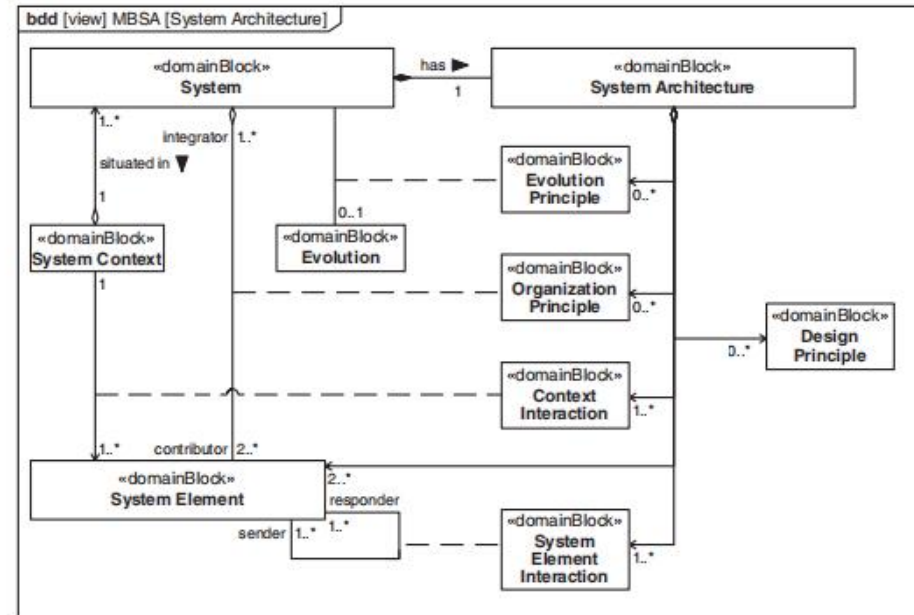 bdd [view] MBSA [System Architecture]
«domainBlock»
System
has ►
1
«domainBlock»
System Architecture
1..*
integrator
1..*
situated in ▼
1
«domainBlock»
Evolution
Principle
0..*
0..1
«domainBlock»
System Context
1
«domainBlock»
Evolution
«domainBlock»
Organization
Principle
0..*
«domainBlock»
Design
Principle
0..*
«domainBlock»
Context
Interaction
1..*
1..*
contributor
2..*
«domainBlock»
System Element
2..*
responder
1..*
sender
1..*
«domainBlock»
System
Element
Interaction
1..*